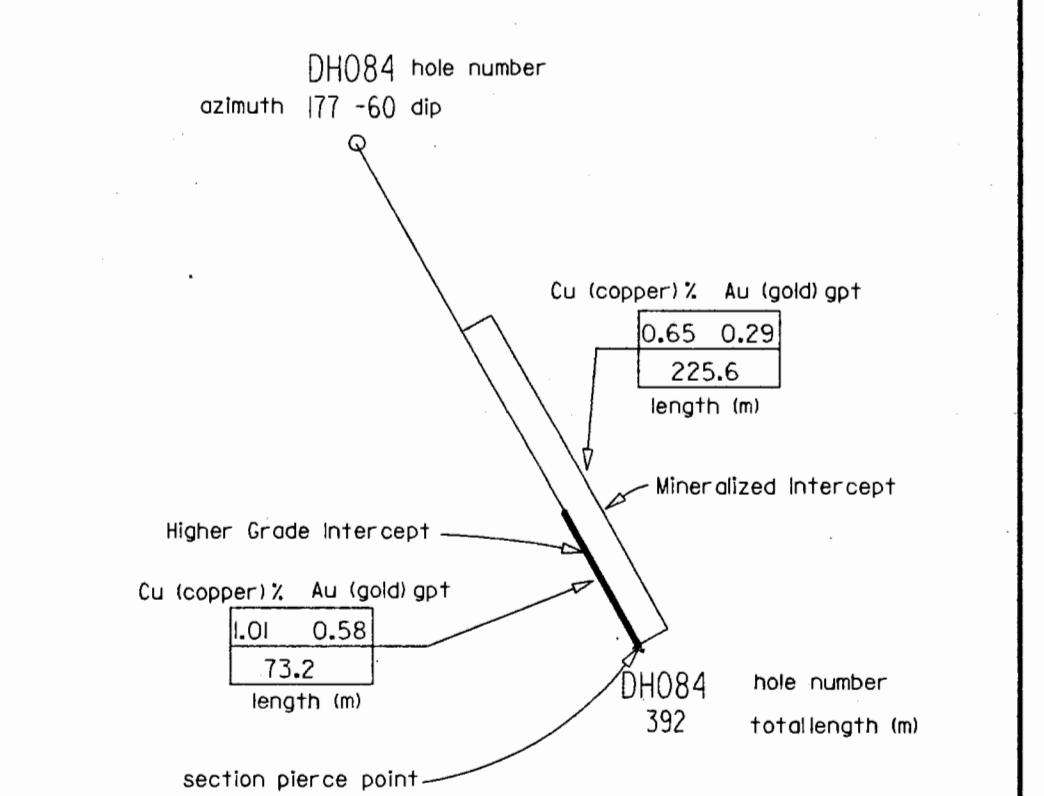 DH084 hole number
azimuth 177 -60 dip
Cu (copper) % Au (gold) gpt
0.65 0.29
225.6
length (m)
Mineralized Intercept
Higher Grade Intercept
Cu (copper) % Au (gold) gpt
1.01 0.58
73.2
length (m)
DH084 hole number
392 total length (m)
section pierce point